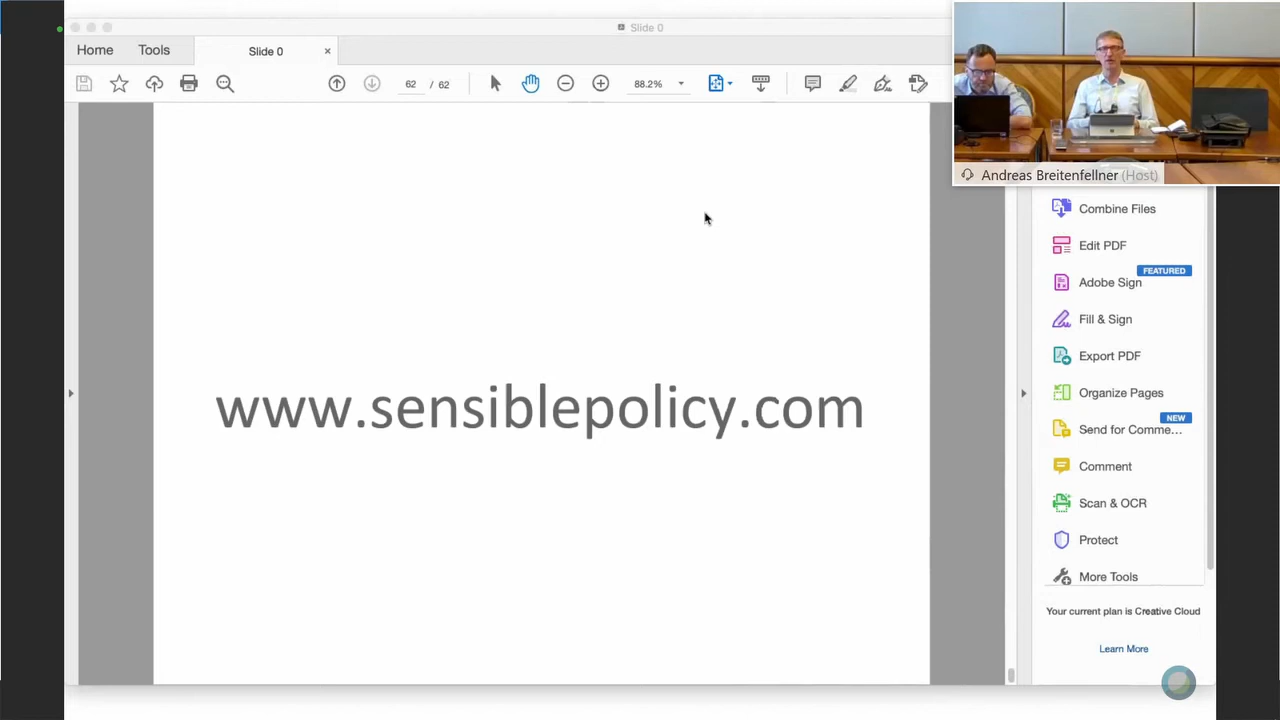 Slide 0
Home
Tools
Slide 0
×
62 / 62
88.2%
Andreas Breitenfellner (Host)
Combine Files
Edit PDF
FEATURED
Adobe Sign
Fill & Sign
Export PDF
Organize Pages
NEW
Send for Comme...
Comment
Scan & OCR
Protect
More Tools
Your current plan is Creative Cloud
Learn More
www.sensiblepolicy.com